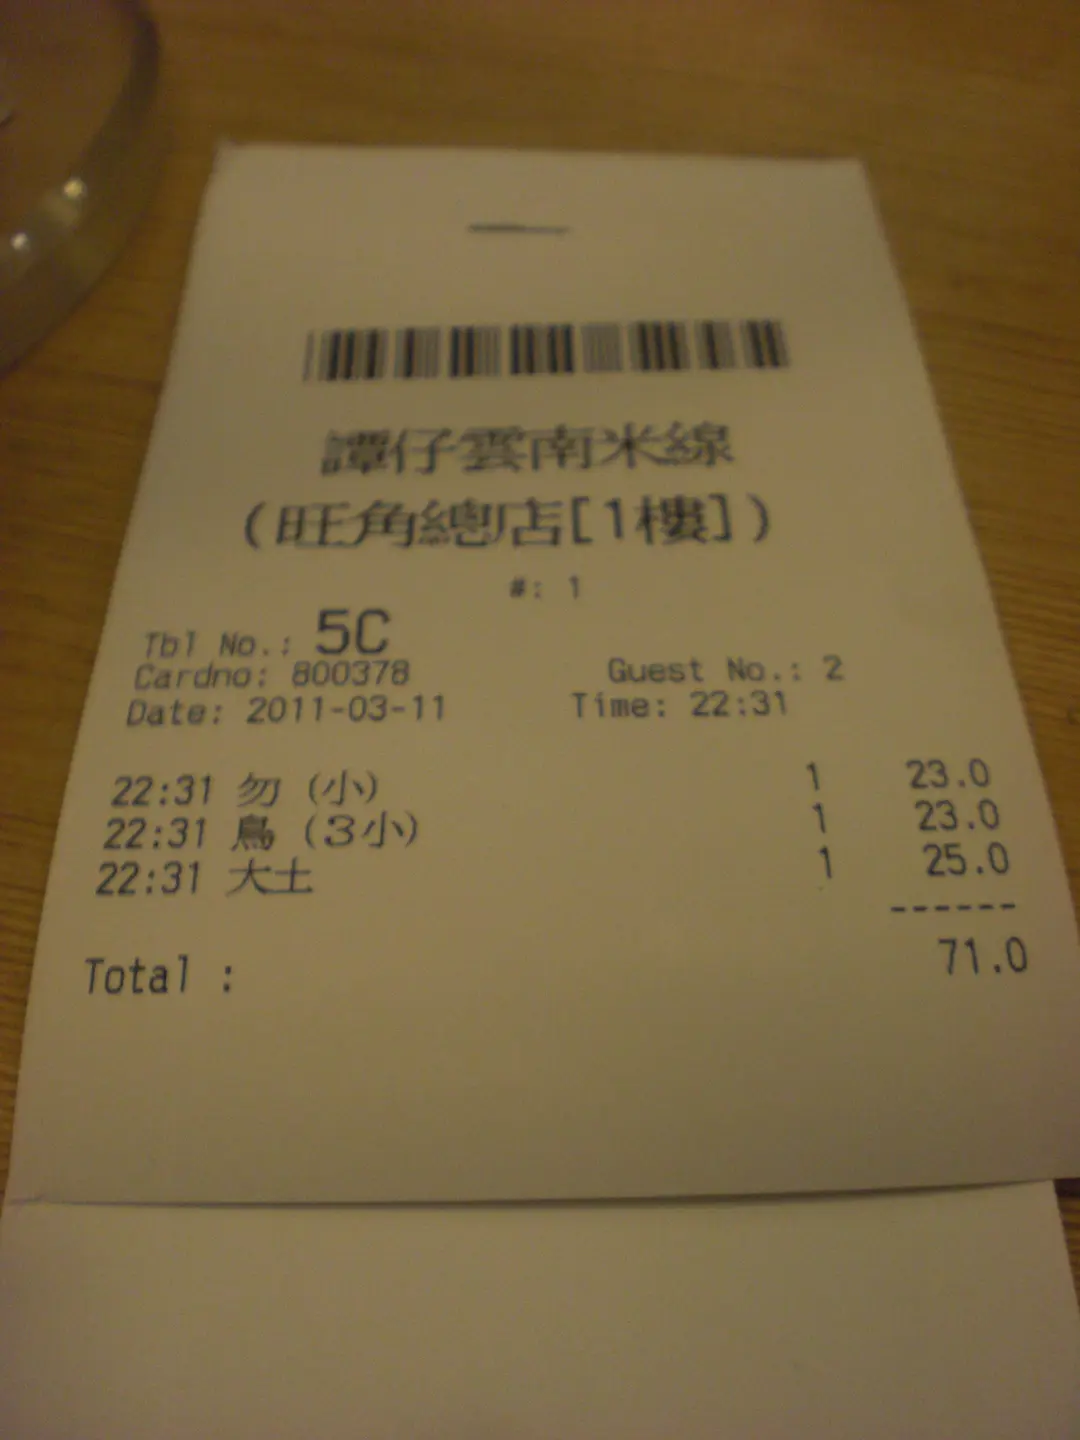 譚仔雲南米線
(旺角總店[1樓])
#: 1
Tbl No.: 5C
Cardno: 800378 Guest No.: 2
Date: 2011-03-11 Time: 22:31
22:31 勿 (小) 1 23.0
22:31 鳥 (3小) 1 23.0
22:31 大士 1 25.0
------
Total : 71.0